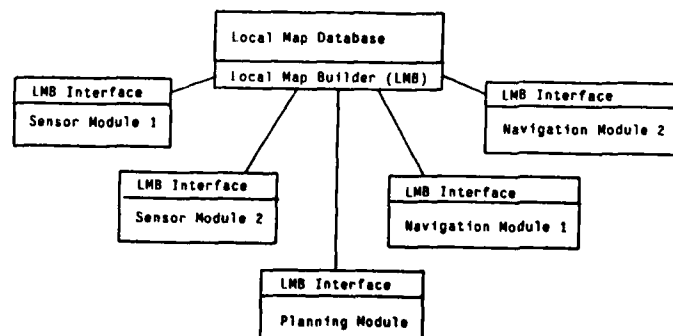 Local Map Database
Local Map Builder (LMB)
LMB Interface
Sensor Module 1
LMB Interface
Navigation Module 2
LMB Interface
Sensor Module 2
LMB Interface
Navigation Module 1
LMB Interface
Planning Module